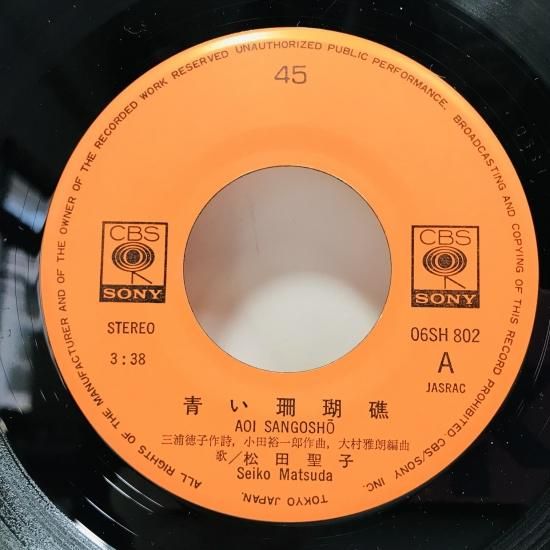 ALL RIGHTS OF THE MANUFACTURER AND OF THE OWNER OF THE RECORDED WORK RESERVED UNAUTHORIZED PUBLIC PERFORMANCE. BROADCASTING AND COPYING OF THIS RECORD PROHIBITED. CBS/SONY INC. TOKYO JAPAN.
45
CBS
SONY
CBS
SONY
STEREO
06SH 802
3:38
A
JASRAC
青い珊瑚礁
AOI SANGOSHŌ
三浦徳子作詩, 小田裕一郎作曲, 大村雅朗編曲
歌／松田聖子
Seiko Matsuda